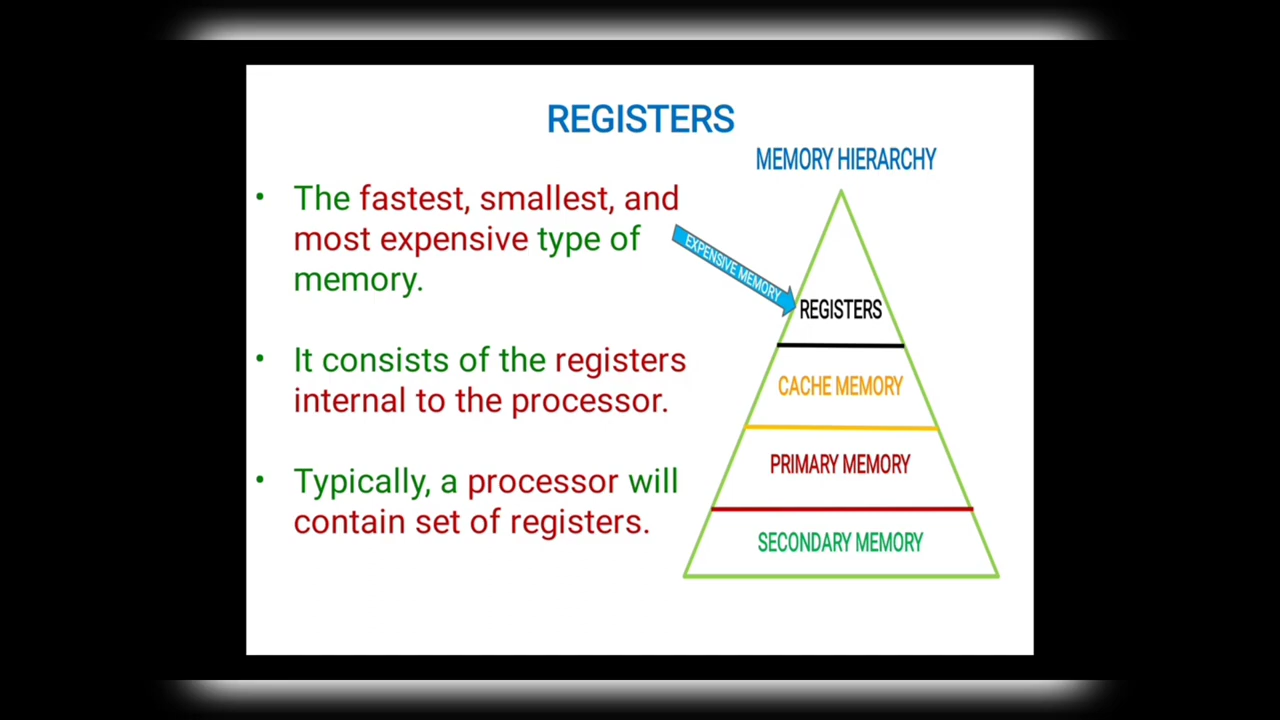 REGISTERS
MEMORY HIERARCHY
• The fastest, smallest, and
most expensive type of
memory.
• It consists of the registers
internal to the processor.
• Typically, a processor will
contain set of registers.
EXPENSIVE MEMORY
REGISTERS
CACHE MEMORY
PRIMARY MEMORY
SECONDARY MEMORY